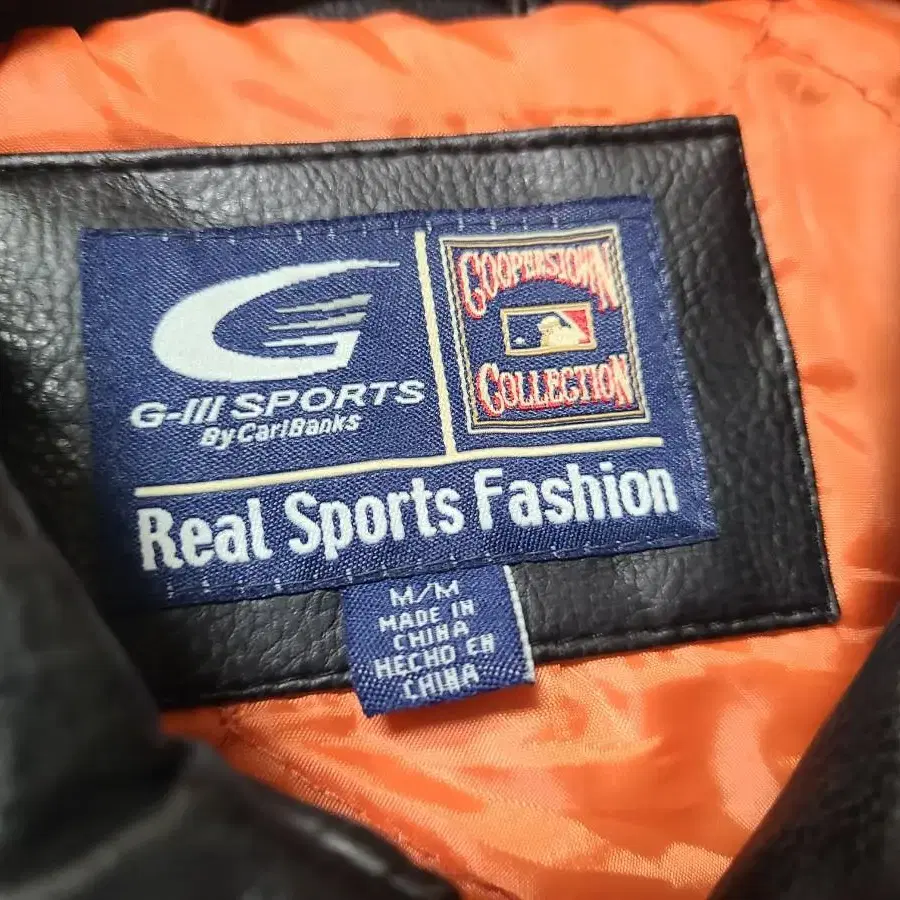 G-III SPORTS
By CarlBanks
COOPERSTOWN
COLLECTION
Real Sports Fashion
M/M
MADE IN
CHINA
HECHO EN
CHINA